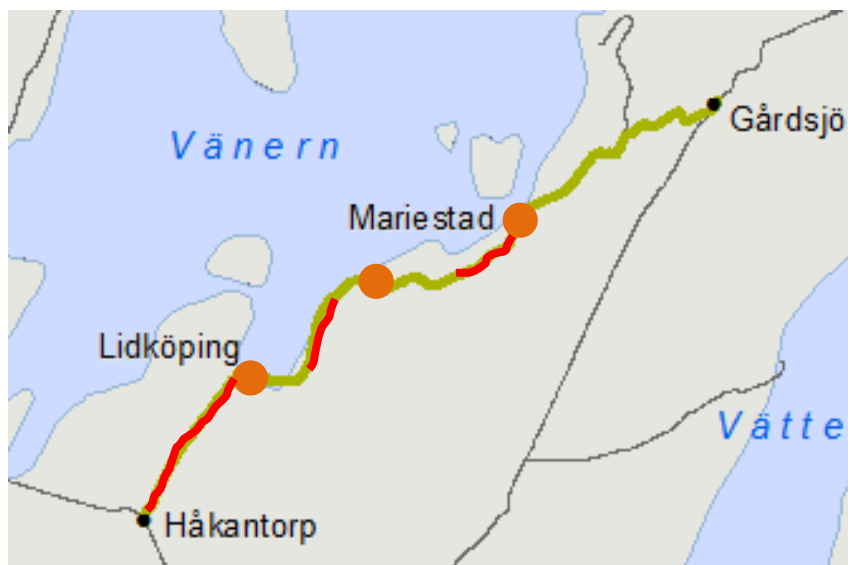 Vänern
Gårdsjö
Mariestad
Lidköping
Vätte
Håkantorp